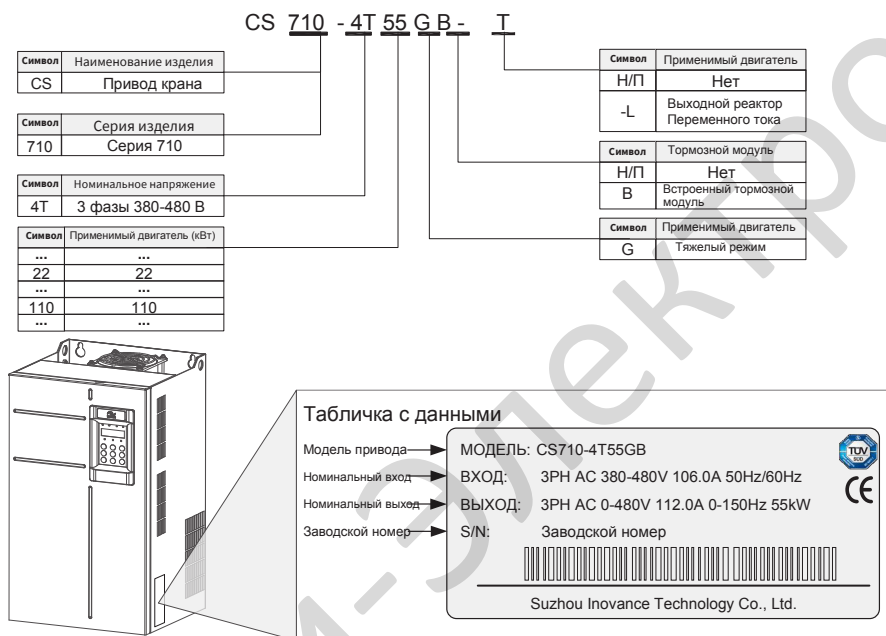 CS 710 - 4T 55 G B - T
Символ Наименование изделия
CS Привод крана
Символ Серия изделия
710 Серия 710
Символ Номинальное напряжение
4T 3 фазы 380-480 В
Символ Применимый двигатель (кВт)
... ...
22 22
... ...
110 110
... ...
Символ Применимый двигатель
Н/П Нет
-L Выходной реактор
Переменного тока
Символ Тормозной модуль
Н/П Нет
B Встроенный тормозной
модуль
Символ Применимый двигатель
G Тяжелый режим
Табличка с данными
Модель привода МОДЕЛЬ: CS710-4T55GB
Номинальный вход ВХОД: 3PH AC 380-480V 106.0A 50Hz/60Hz
Номинальный выход ВЫХОД: 3PH AC 0-480V 112.0A 0-150Hz 55kW
Заводской номер S/N: Заводской номер
TÜV
SÜD
CE
Suzhou Inovance Technology Co., Ltd.